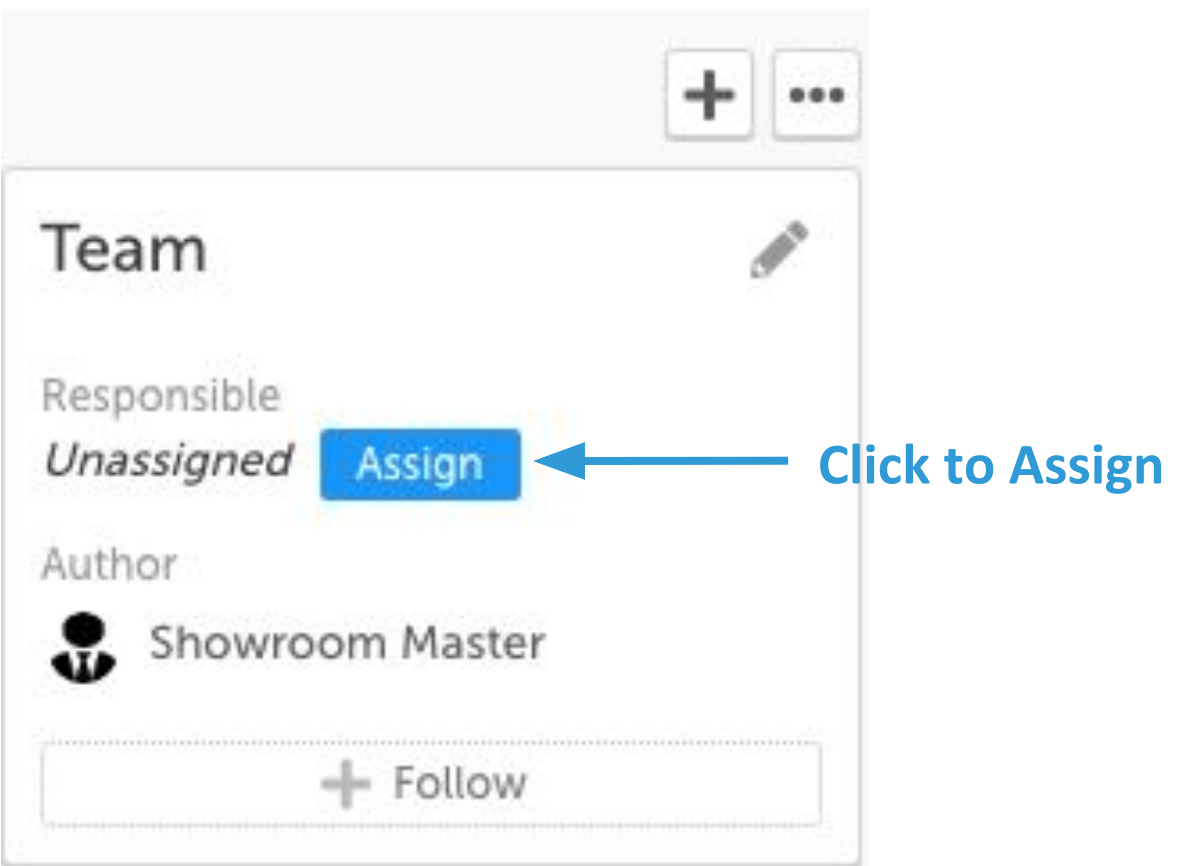 Team
Responsible
Unassigned Assign
Click to Assign
Author
Showroom Master
Follow